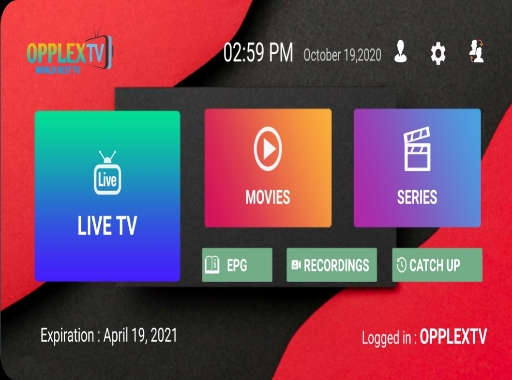 OPPLEXTV
02:59 PM
October 19,2020
Live
LIVE TV
MOVIES
SERIES
EPG
RECORDINGS
CATCH UP
Expiration : April 19, 2021
Logged in : OPPLEXTV